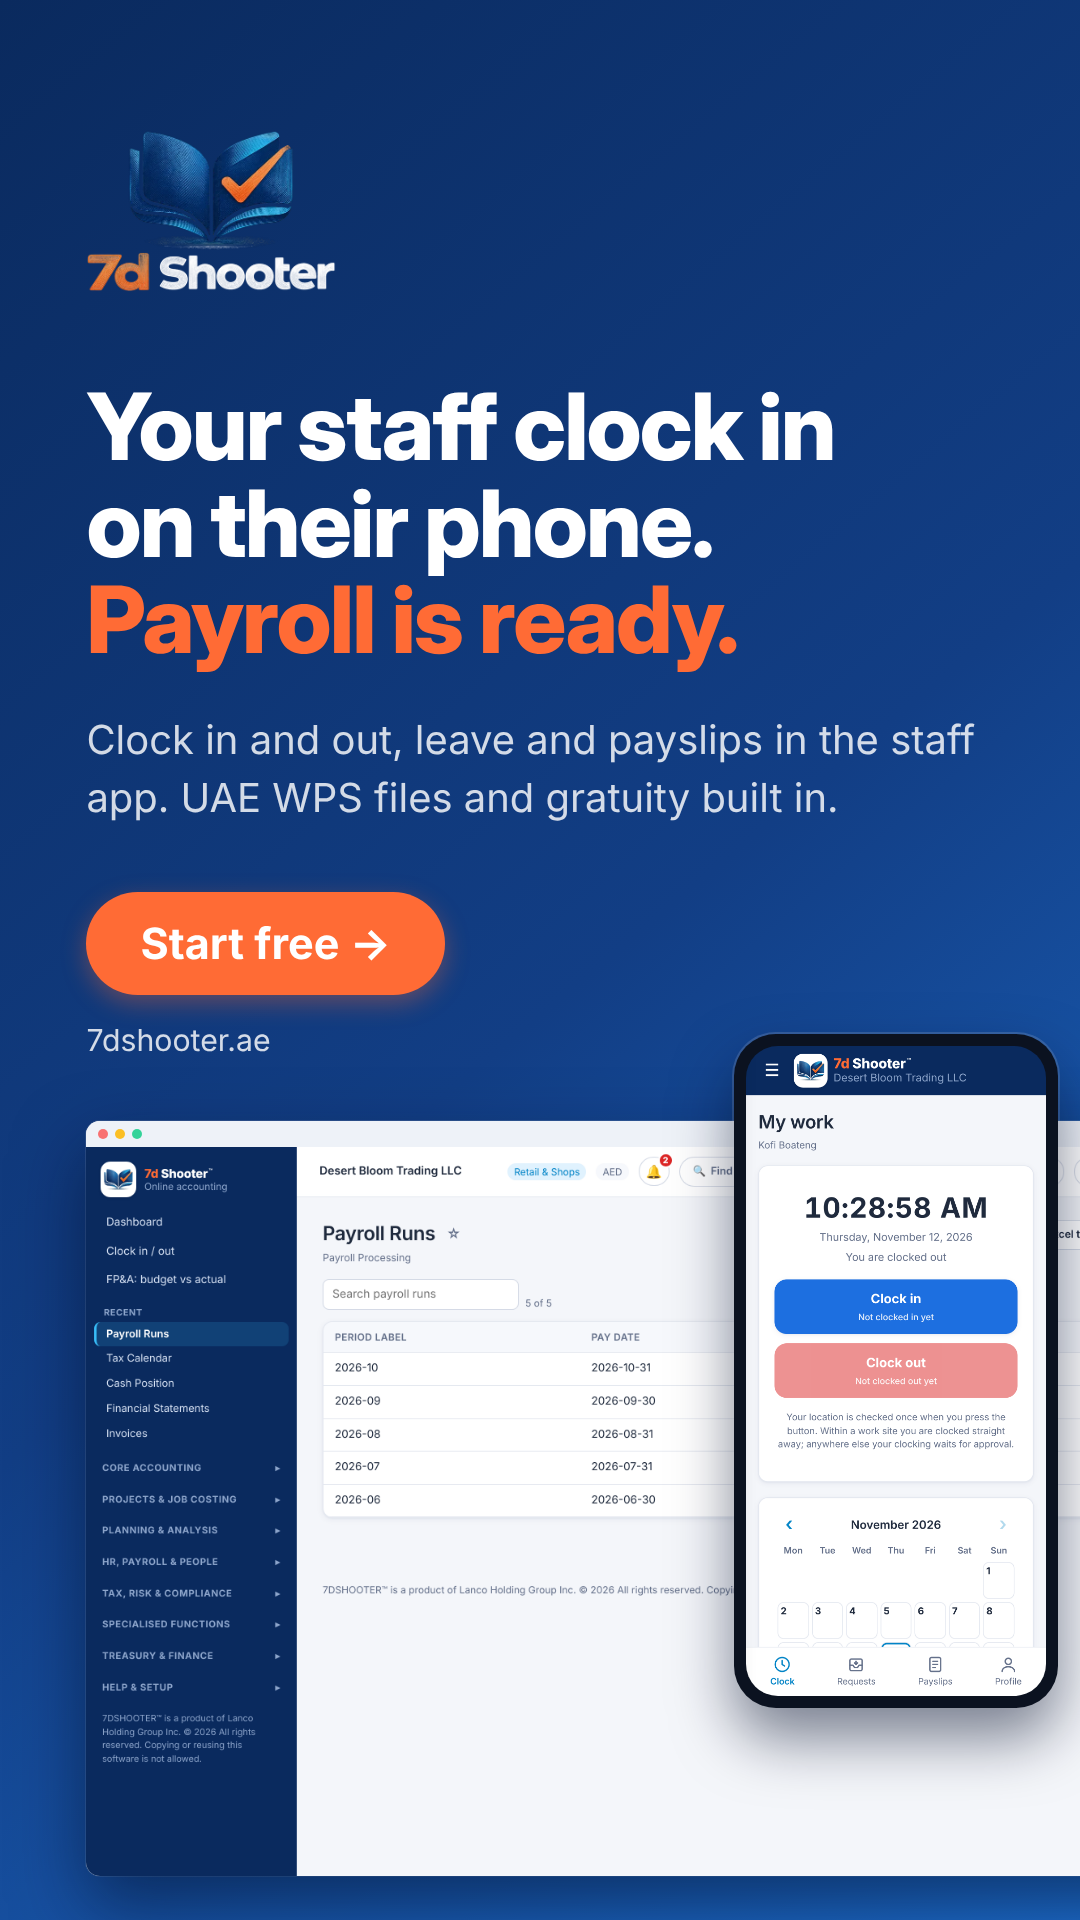 7d Shooter
Your staff clock in
on their phone.
Payroll is ready.
Clock in and out, leave and payslips in the staff
app. UAE WPS files and gratuity built in.
Start free →
7dshooter.ae
7d Shooter™
Online accounting
Dashboard
Clock in / out
FP&A: budget vs actual
RECENT
Payroll Runs
Tax Calendar
Cash Position
Financial Statements
Invoices
CORE ACCOUNTING
PROJECTS & JOB COSTING
PLANNING & ANALYSIS
HR, PAYROLL & PEOPLE
TAX, RISK & COMPLIANCE
SPECIALISED FUNCTIONS
TREASURY & FINANCE
HELP & SETUP
7DSHOOTER™ is a product of Lanco
Holding Group Inc. © 2026 All rights
reserved. Copying or reusing this
software is not allowed.
Desert Bloom Trading LLC Retail & Shops AED 2 Find
Payroll Runs
Payroll Processing
Search payroll runs 5 of 5
PERIOD LABEL PAY DATE
2026-10 2026-10-31
2026-09 2026-09-30
2026-08 2026-08-31
2026-07 2026-07-31
2026-06 2026-06-30
7DSHOOTER™ is a product of Lanco Holding Group Inc. © 2026 All rights reserved.
7d Shooter™
Desert Bloom Trading LLC
My work
Kofi Boateng
10:28:58 AM
Thursday, November 12, 2026
You are clocked out
Clock in
Not clocked in yet
Clock out
Not clocked out yet
Your location is checked once when you press the
button. Within a work site you are clocked straight
away; anywhere else your clocking waits for approval.
November 2026
Mon Tue Wed Thu Fri Sat Sun
1
2 3 4 5 6 7 8
Clock Requests Payslips Profile